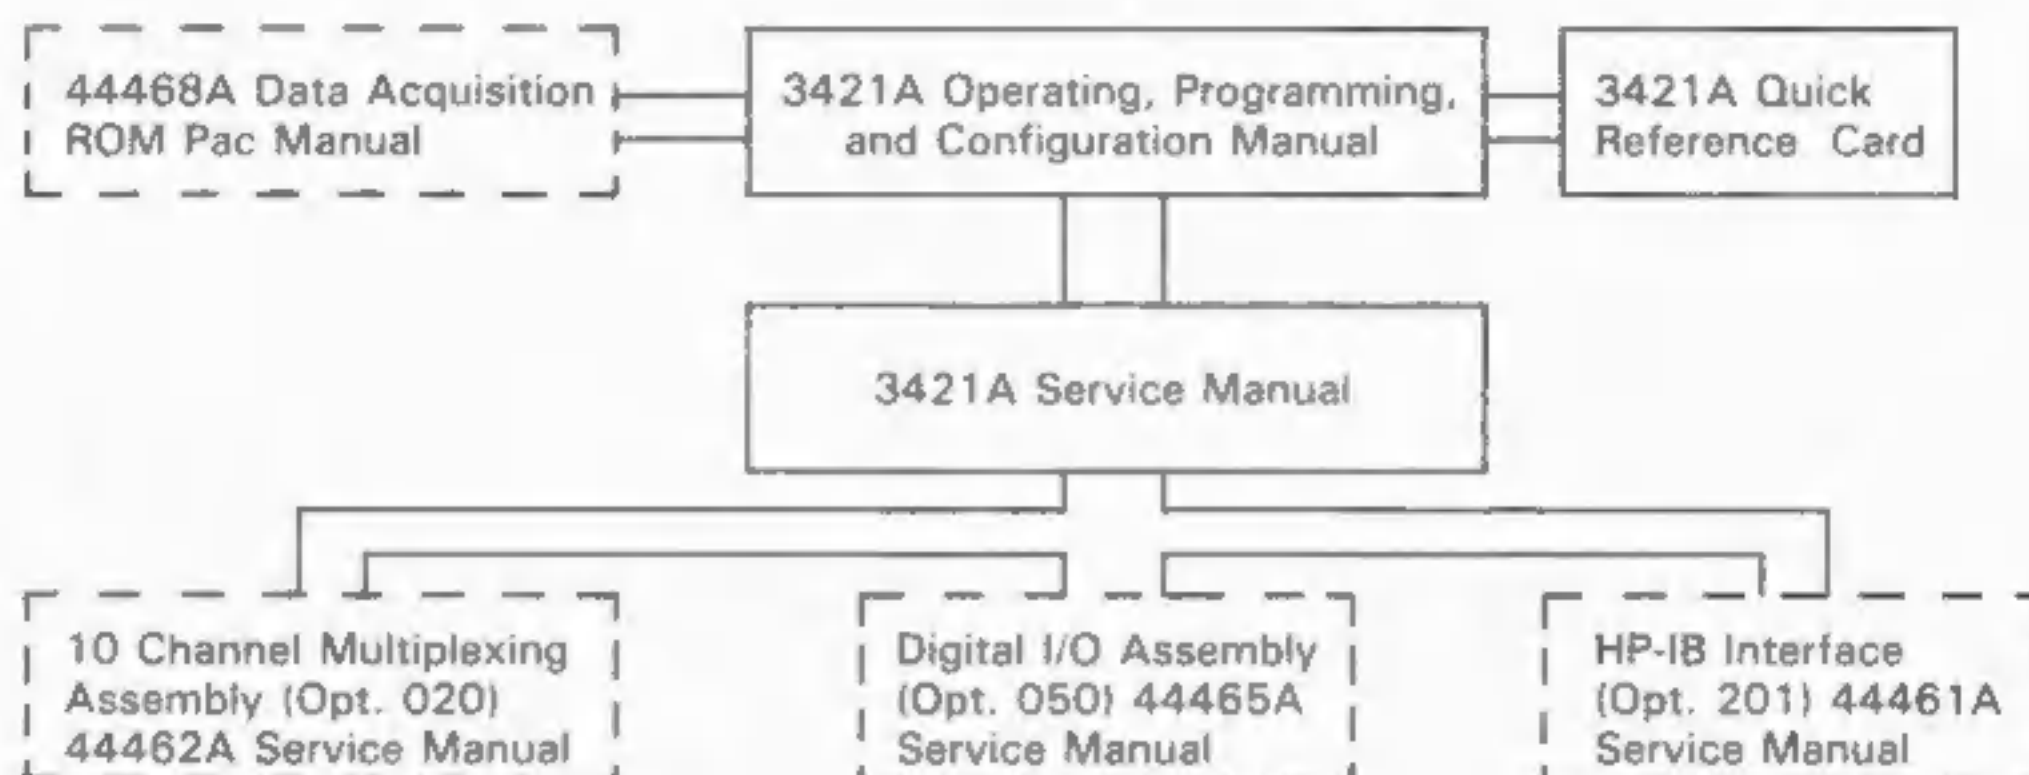 44468A Data Acquisition
ROM Pac Manual
3421A Operating, Programming,
and Configuration Manual
3421A Quick
Reference Card
3421A Service Manual
10 Channel Multiplexing
Assembly (Opt. 020)
44462A Service Manual
Digital I/O Assembly
(Opt. 050) 44465A
Service Manual
HP-IB Interface
(Opt. 201) 44461A
Service Manual